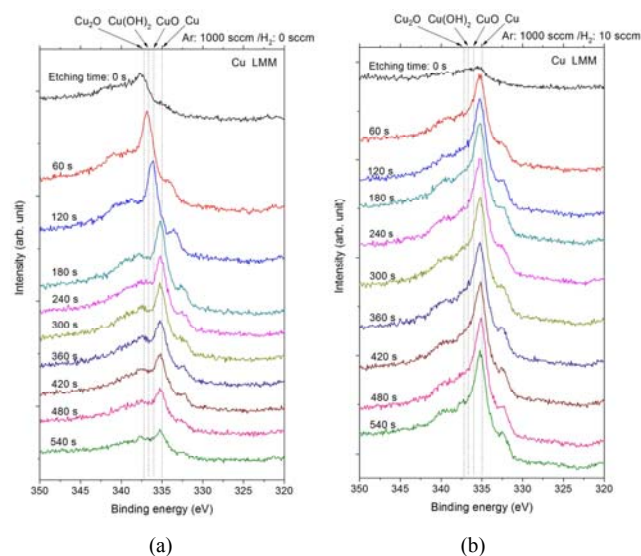 Cu₂O Cu(OH)₂ CuO Cu
Ar: 1000 sccm /H₂: 0 sccm
Etching time: 0 s
Cu LMM
60 s
120 s
180 s
240 s
300 s
360 s
420 s
480 s
540 s
Intensity (arb. unit)
350 345 340 335 330 325 320
Binding energy (eV)
(a)
Cu₂O Cu(OH)₂ CuO Cu
Ar: 1000 sccm /H₂: 10 sccm
Etching time: 0 s
Cu LMM
60 s
120 s
180 s
240 s
300 s
360 s
420 s
480 s
540 s
Intensity (arb. unit)
350 345 340 335 330 325 320
Binding energy (eV)
(b)